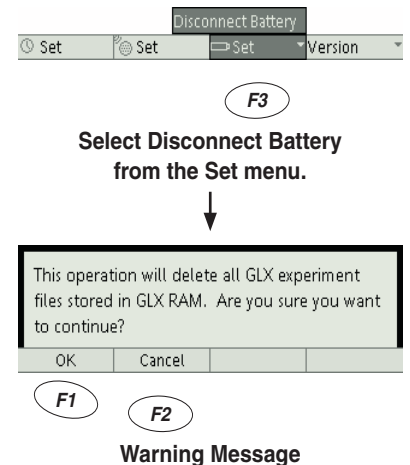 Disconnect Battery
Set Set Set Version
F3
Select Disconnect Battery
from the Set menu.
This operation will delete all GLX experiment
files stored in GLX RAM. Are you sure you want
to continue?
OK Cancel
F1
F2
Warning Message